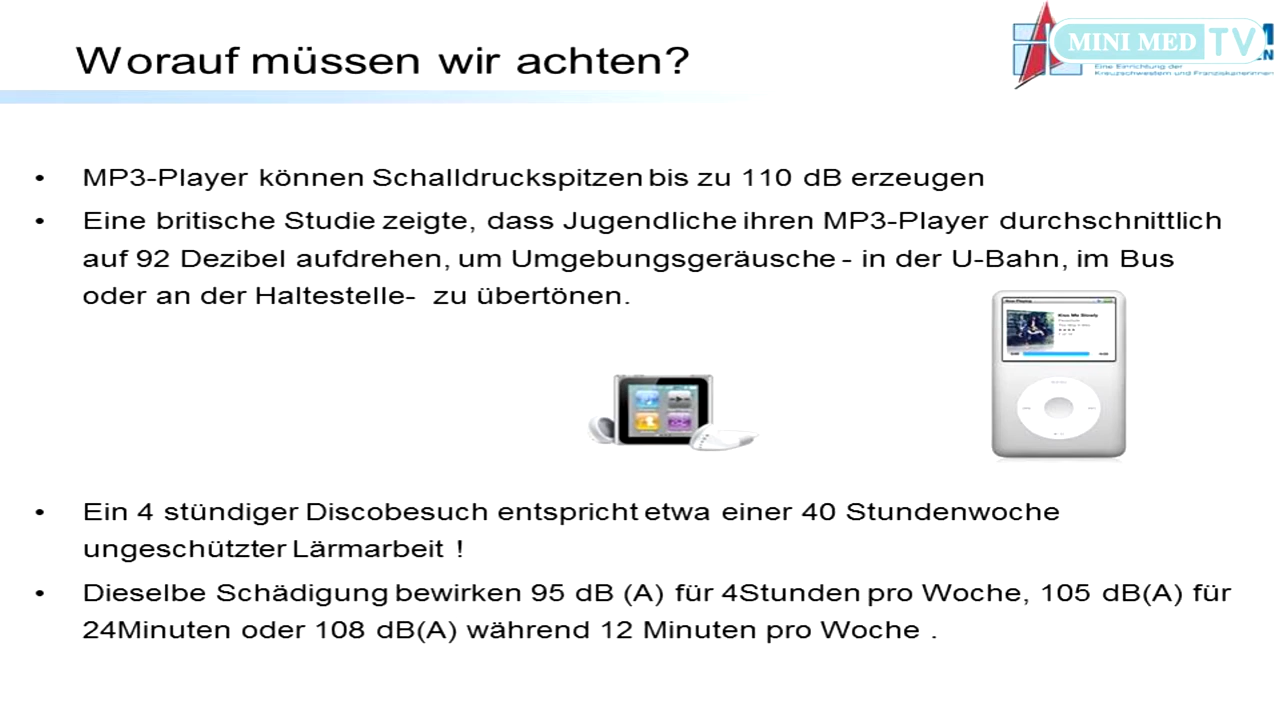 Worauf müssen wir achten?
MINI MED TV
Eine Einrichtung der
Kreuzschwestern und Franziskanerinnen
• MP3-Player können Schalldruckspitzen bis zu 110 dB erzeugen
• Eine britische Studie zeigte, dass Jugendliche ihren MP3-Player durchschnittlich
auf 92 Dezibel aufdrehen, um Umgebungsgeräusche - in der U-Bahn, im Bus
oder an der Haltestelle- zu übertönen.
Now Playing
Kiss Me Slowly
• Ein 4 stündiger Discobesuch entspricht etwa einer 40 Stundenwoche
ungeschützter Lärmarbeit !
• Dieselbe Schädigung bewirken 95 dB (A) für 4Stunden pro Woche, 105 dB(A) für
24Minuten oder 108 dB(A) während 12 Minuten pro Woche .